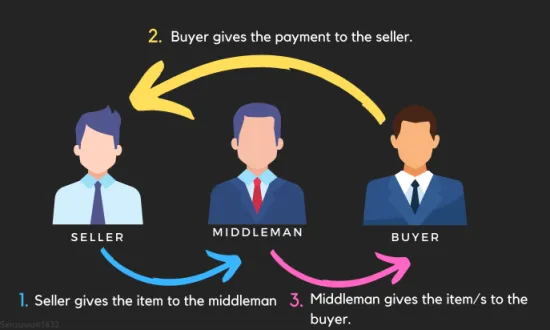 2. Buyer gives the payment to the seller.
SELLER
MIDDLEMAN
BUYER
1. Seller gives the item to the middleman
3. Middleman gives the item/s to the
buyer.